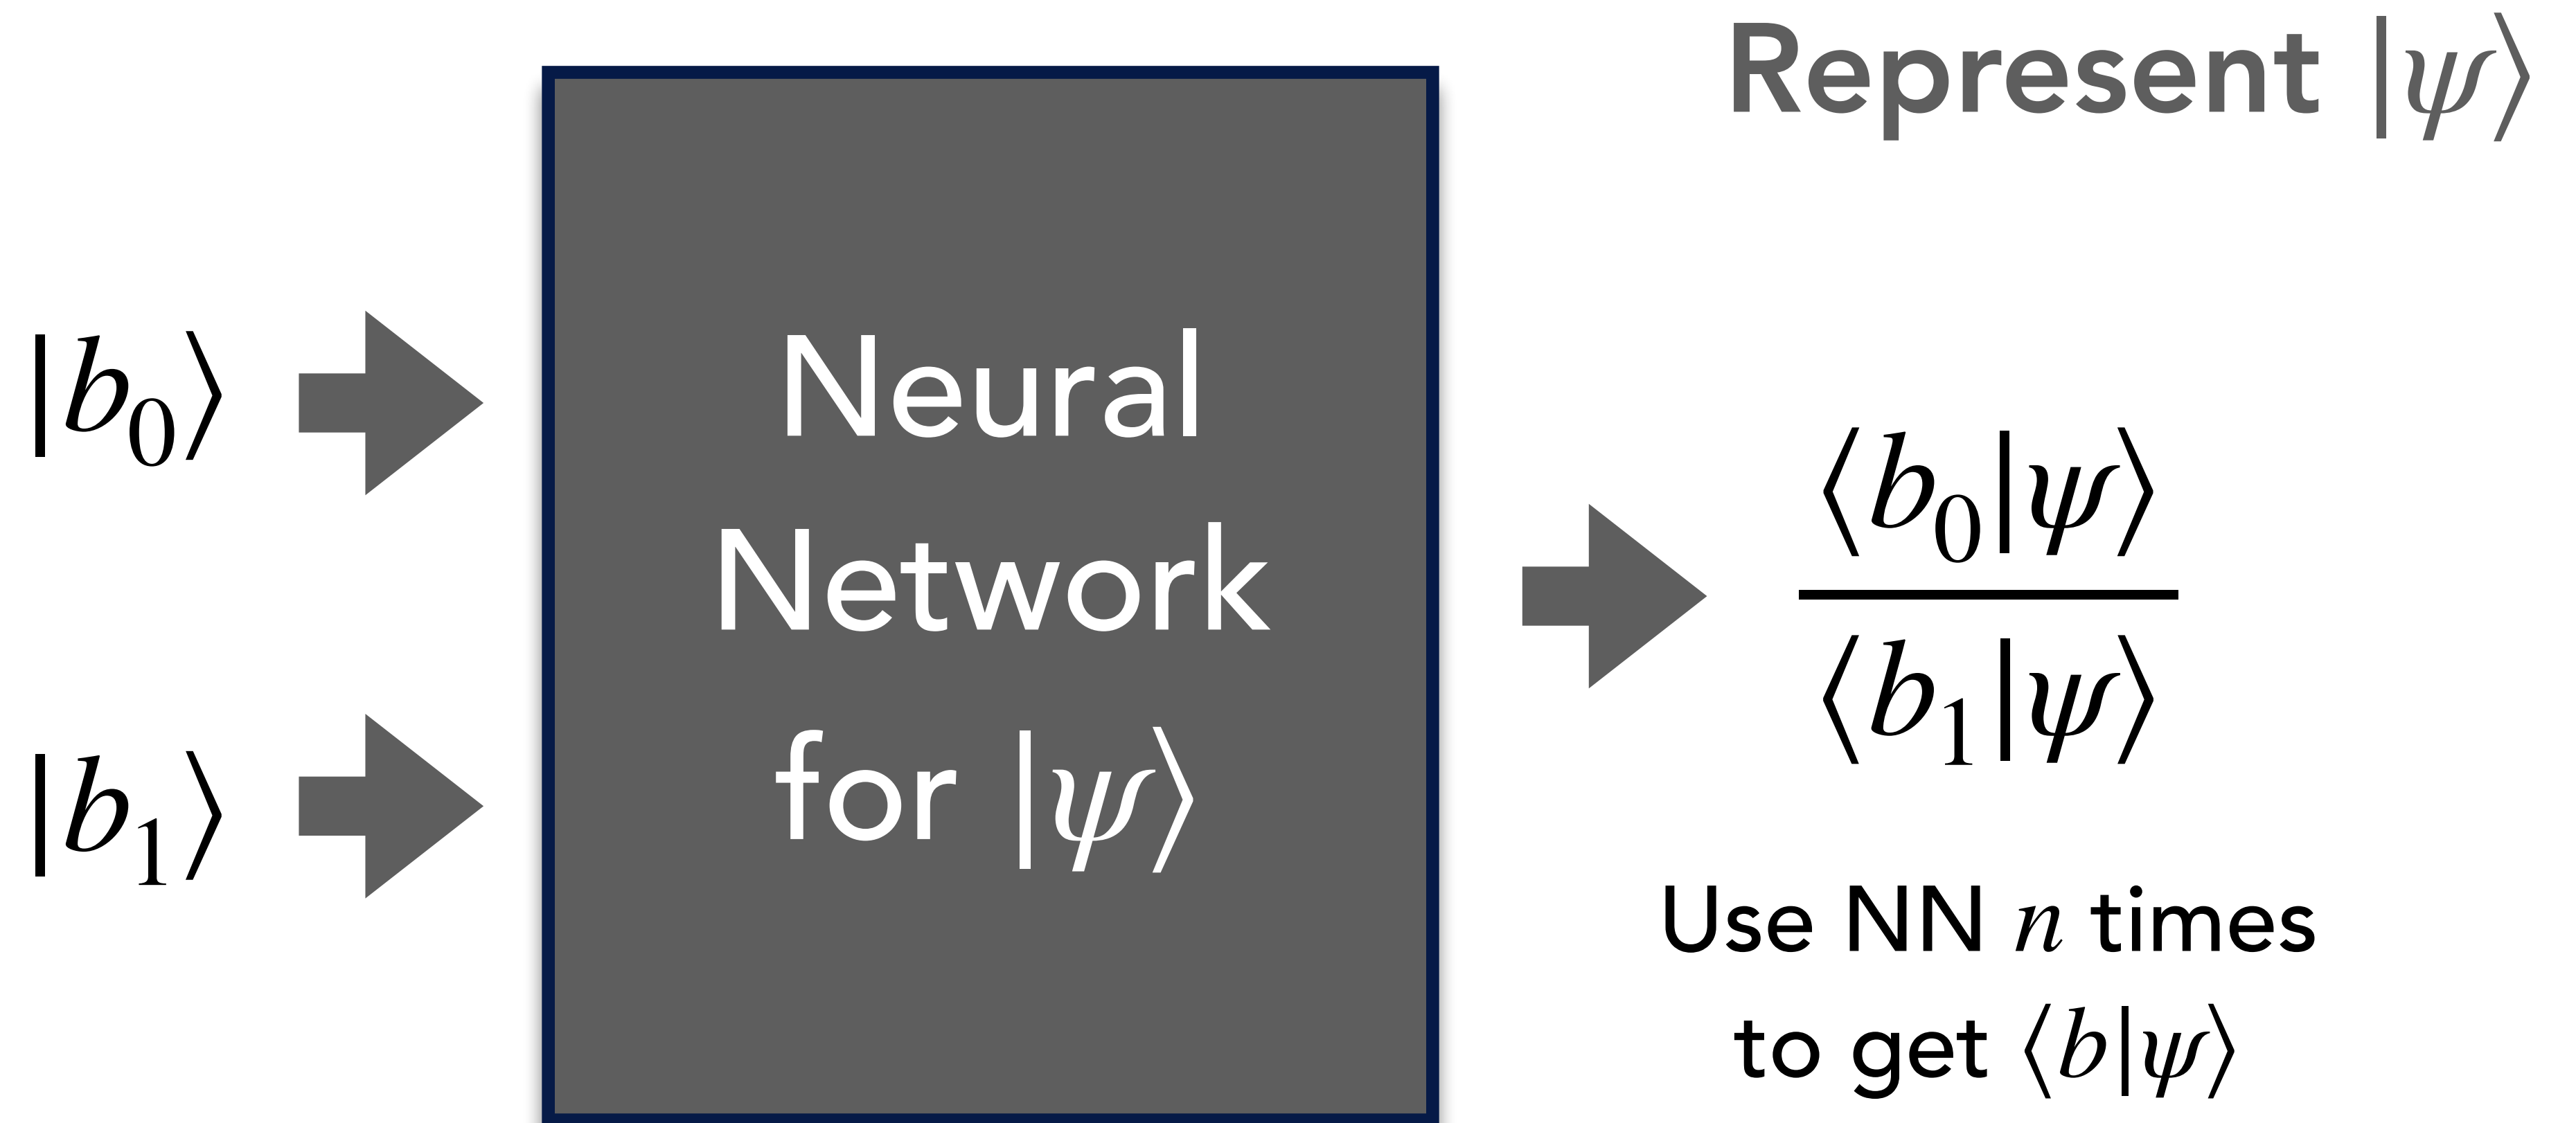 Represent |ψ⟩
|b₀⟩
|b₁⟩
Neural
Network
for |ψ⟩
⟨b₀|ψ⟩
⟨b₁|ψ⟩
Use NN n times
to get ⟨b|ψ⟩